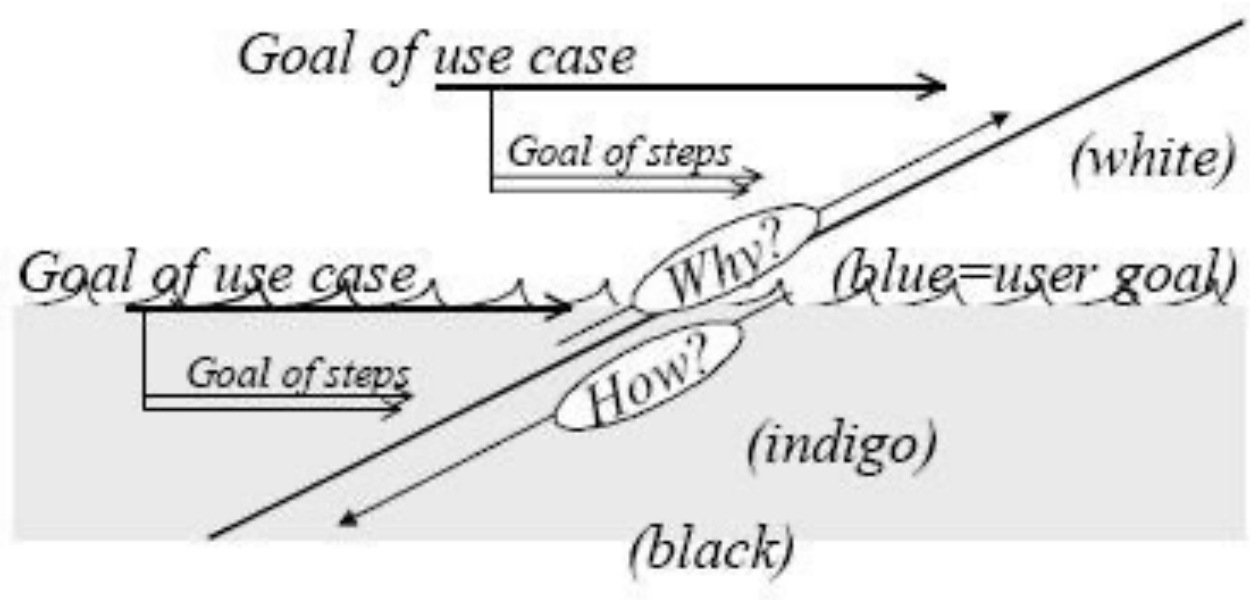 Goal of use case
Goal of steps
(white)
Why?
Goal of use case
(blue=user goal)
How?
Goal of steps
(indigo)
(black)